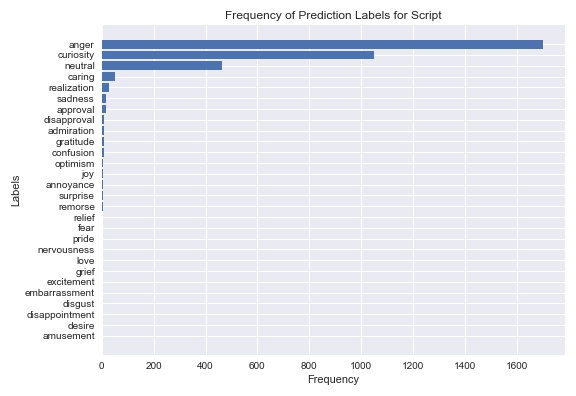 Frequency of Prediction Labels for Script
anger
curiosity
neutral
caring
realization
sadness
approval
disapproval
admiration
gratitude
confusion
optimism
joy
annoyance
surprise
remorse
relief
fear
pride
nervousness
love
grief
excitement
embarrassment
disgust
disappointment
desire
amusement
Labels
0 200 400 600 800 1000 1200 1400 1600
Frequency